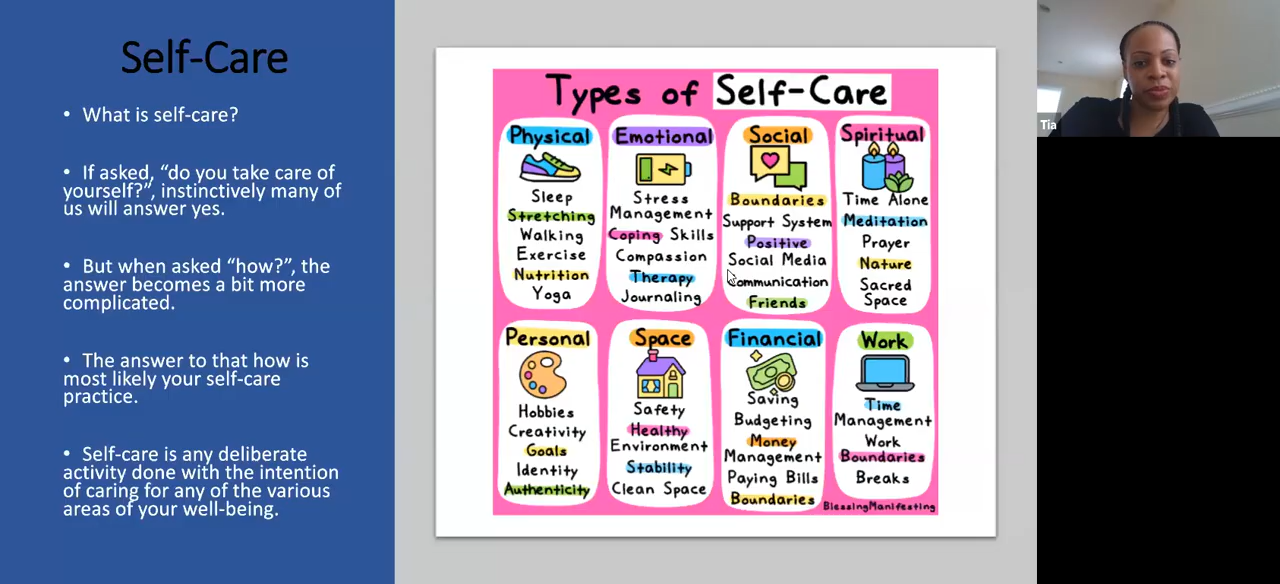 Self-Care
• What is self-care?
• If asked, “do you take care of
yourself?”, instinctively many of
us will answer yes.
• But when asked “how?”, the
answer becomes a bit more
complicated.
• The answer to that how is
most likely your self-care
practice.
• Self-care is any deliberate
activity done with the intention
of caring for any of the various
areas of your well-being.
Types of Self-Care
Physical
Sleep
Stretching
Walking
Exercise
Nutrition
Yoga
Emotional
Stress
Management
Coping Skills
Compassion
Therapy
Journaling
Social
Boundaries
Support System
Positive
Social Media
Communication
Friends
Spiritual
Time Alone
Meditation
Prayer
Nature
Sacred
Space
Personal
Hobbies
Creativity
Goals
Identity
Authenticity
Space
Safety
Healthy
Environment
Stability
Clean Space
Financial
Saving
Budgeting
Money
Management
Paying Bills
Boundaries
Work
Time
Management
Work
Boundaries
Breaks
BlessingManifesting
Tia